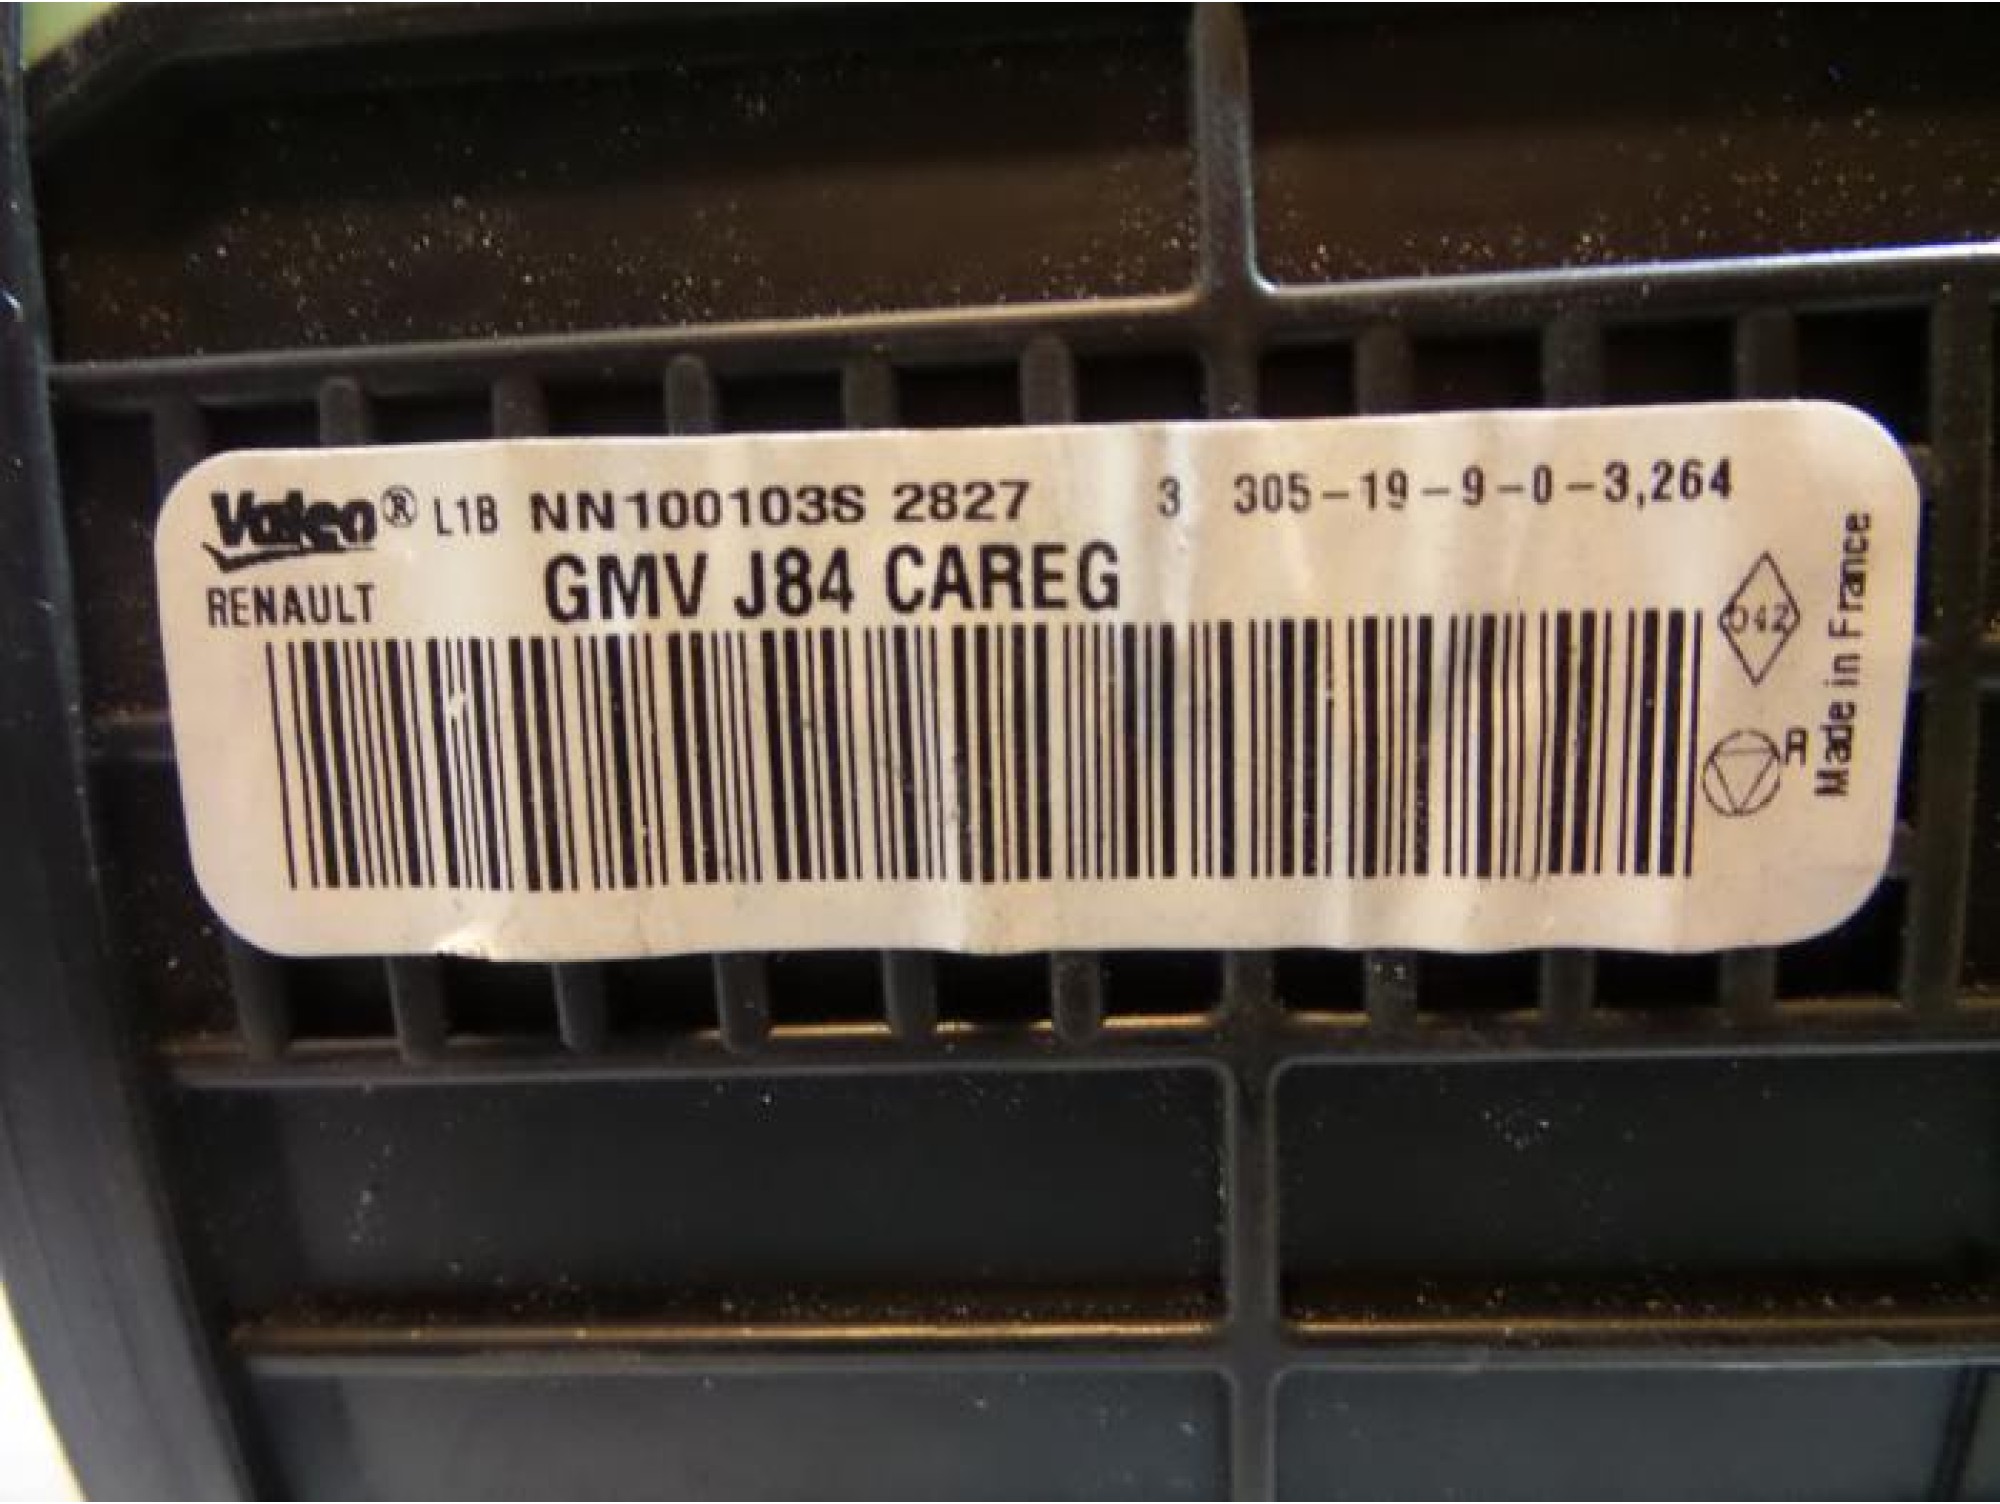 Valeo® L1B NN100103S 2827 3 305-19-9-0-3,264
RENAULT GMV J84 CAREG
042
A
Made in France